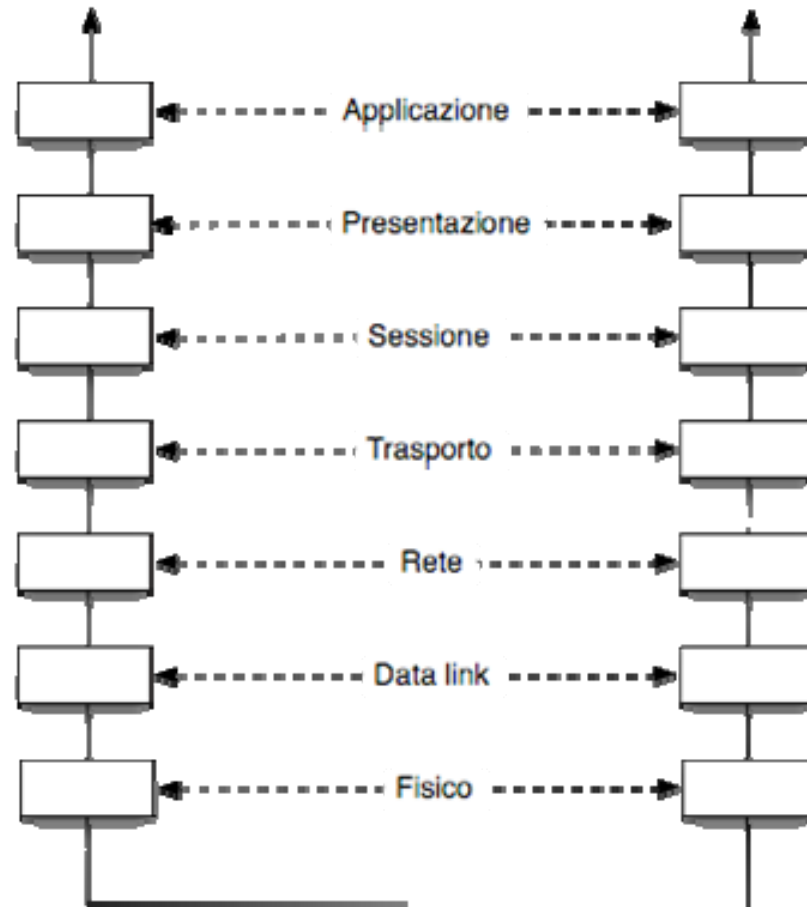 Applicazione
Presentazione
Sessione
Trasporto
Rete
Data link
Fisico